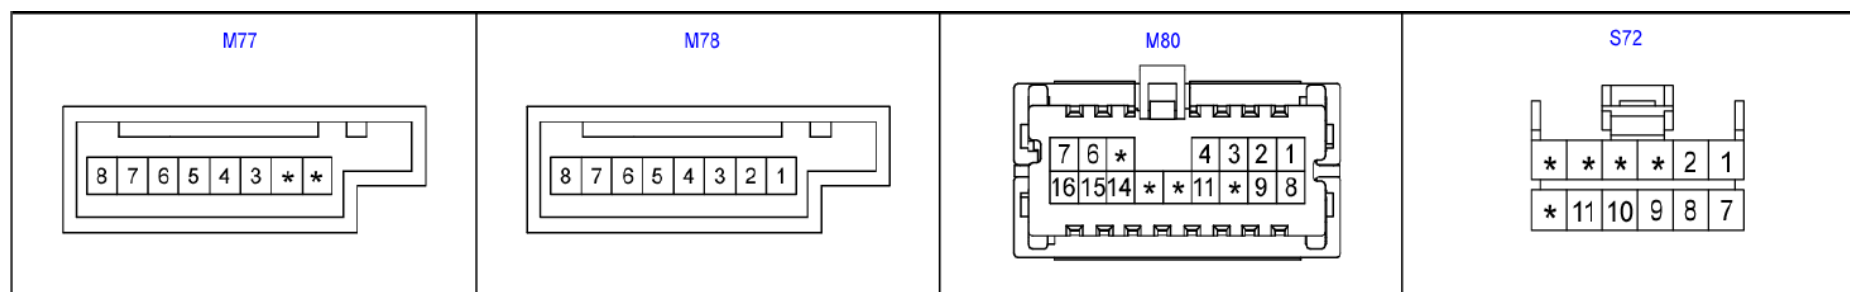 M77
8 7 6 5 4 3 * *
M78
8 7 6 5 4 3 2 1
M80
7 6 * 4 3 2 1
16 15 14 * * 11 * 9 8
S72
* * * * 2 1
* 11 10 9 8 7